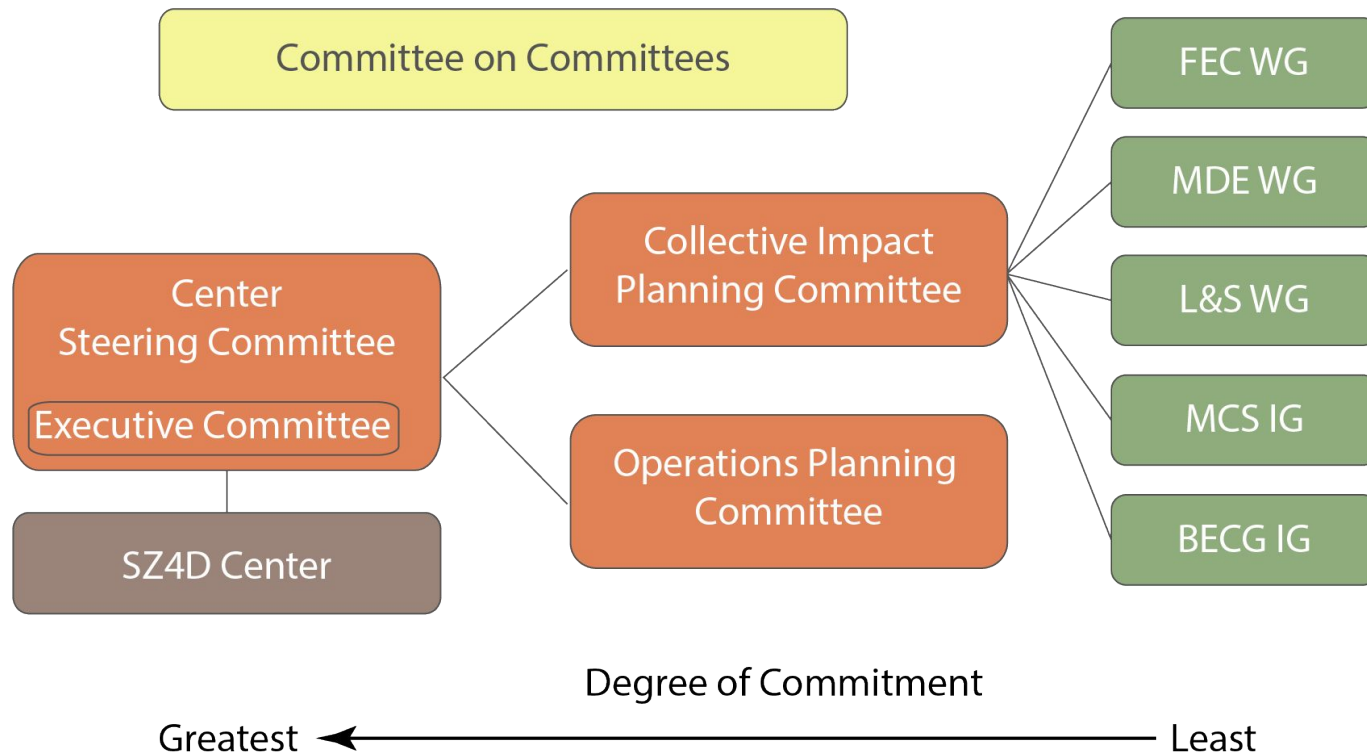 Committee on Committees
Center
Steering Committee
Executive Committee
SZ4D Center
Collective Impact
Planning Committee
Operations Planning
Committee
FEC WG
MDE WG
L&S WG
MCS IG
BECG IG
Degree of Commitment
Greatest
Least